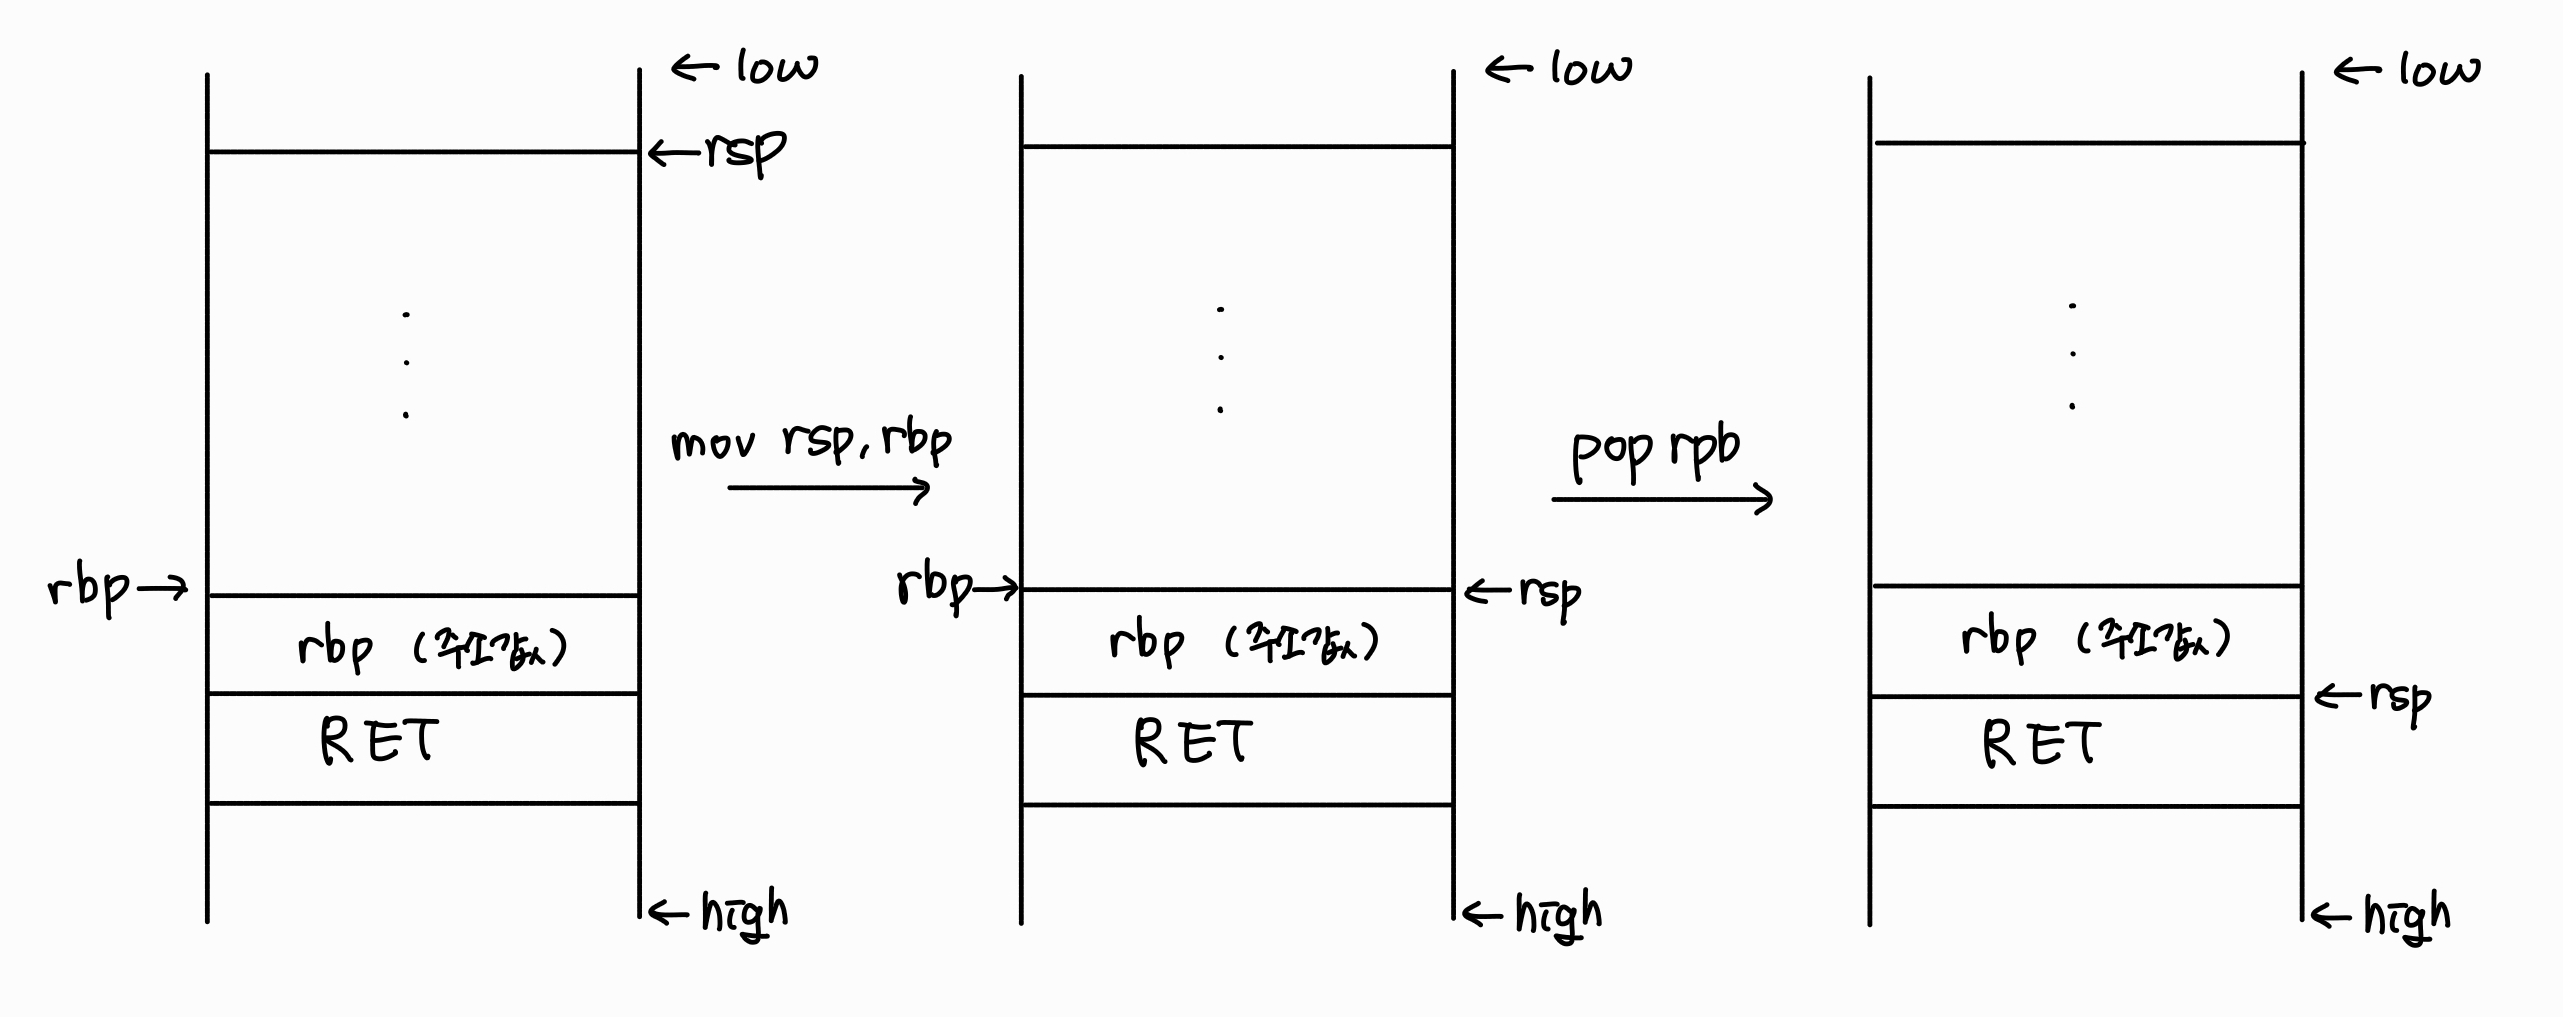 ← low
← rsp
.
.
.
rbp →
rbp (주소값)
RET
← high
mov rsp, rbp
← low
.
.
.
rbp →
← rsp
rbp (주소값)
RET
← high
pop rpb
← low
.
.
.
rbp (주소값)
← rsp
RET
← high